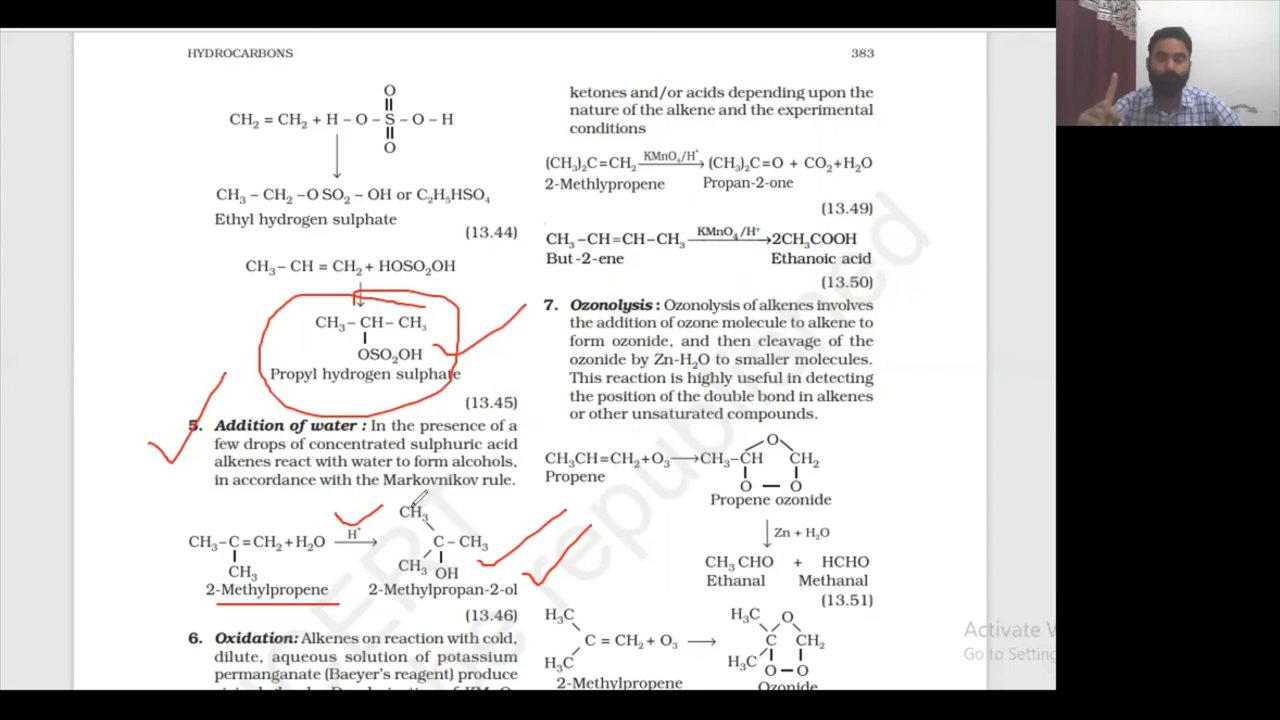 HYDROCARBONS
383
O
CH2 = CH2 + H – O – S – O – H
O
CH3 – CH2 –O SO2 – OH or C2H5HSO4
Ethyl hydrogen sulphate
(13.44)
CH3 – CH = CH2 + HOSO2OH
CH3 – CH – CH3
OSO2OH
Propyl hydrogen sulphate
(13.45)
5. Addition of water : In the presence of a
few drops of concentrated sulphuric acid
alkenes react with water to form alcohols,
in accordance with the Markovnikov rule.
CH3
CH3–C=CH2+H2O H+ C – CH3
CH3
CH3 OH
2-Methylpropene 2-Methylpropan-2-ol
(13.46)
6. Oxidation: Alkenes on reaction with cold,
dilute, aqueous solution of potassium
permanganate (Baeyer's reagent) produce
ketones and/or acids depending upon the
nature of the alkene and the experimental
conditions
(CH3)2C=CH2 KMnO4/H+ (CH3)2C=O + CO2+H2O
2-Methlypropene Propan-2-one
(13.49)
CH3–CH=CH–CH3 KMnO4/H+ 2CH3COOH
But-2-ene Ethanoic acid
(13.50)
7. Ozonolysis : Ozonolysis of alkenes involves
the addition of ozone molecule to alkene to
form ozonide, and then cleavage of the
ozonide by Zn-H2O to smaller molecules.
This reaction is highly useful in detecting
the position of the double bond in alkenes
or other unsaturated compounds.
O
CH3CH=CH2+O3 CH3–CH CH2
Propene
O – O
Propene ozonide
Zn + H2O
CH3 CHO + HCHO
Ethanal Methanal
(13.51)
H3C H3C O
C = CH2 + O3 C CH2
H3C H3C O – O
2-Methylpropene Ozonide
Activate W
Go to Setting